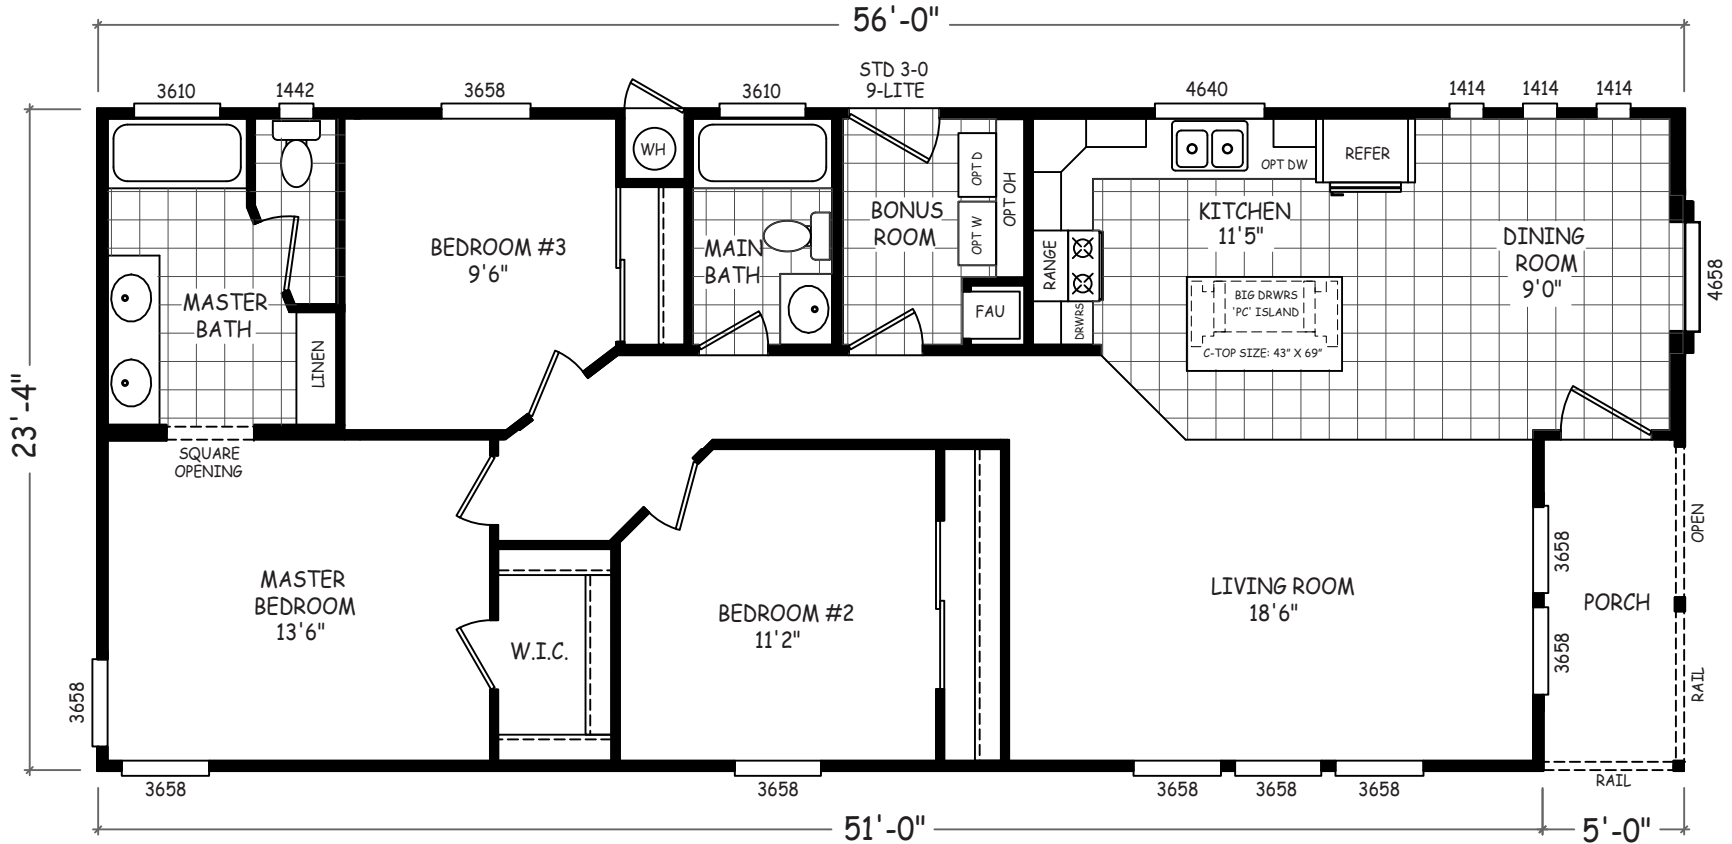 56'-0"
STD 3-0
9-LITE
3610
1442
3658
3610
4640
1414
1414
1414
WH
OPT D
OPT W
OPT OH
OPT DW
REFER
BONUS
ROOM
KITCHEN
11'5"
DINING
ROOM
9'0"
BEDROOM #3
9'6"
MAIN
BATH
RANGE
DRWRS
FAU
BIG DRWRS
'PC' ISLAND
C-TOP SIZE: 43" X 69"
4658
MASTER
BATH
LINEN
23'-4"
SQUARE
OPENING
MASTER
BEDROOM
13'6"
W.I.C.
BEDROOM #2
11'2"
LIVING ROOM
18'6"
3658
3658
PORCH
OPEN
RAIL
3658
3658
3658
3658
3658
3658
RAIL
51'-0"
5'-0"